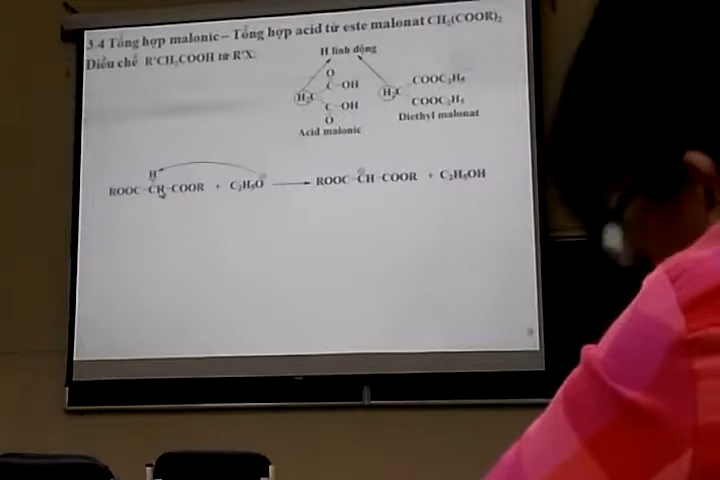 3.4 Tổng hợp malonic – Tổng hợp acid từ este malonat CH₂(COOR)₂
Điều chế R'CH₂COOH từ R'X:
H linh động
O
C OH
H₂C
C OH
O
Acid malonic
COOC₂H₅
H₂C
COOC₂H₅
Diethyl malonat
H
ROOC CH COOR + C₂H₅O ⟶ ROOC CH COOR + C₂H₅OH